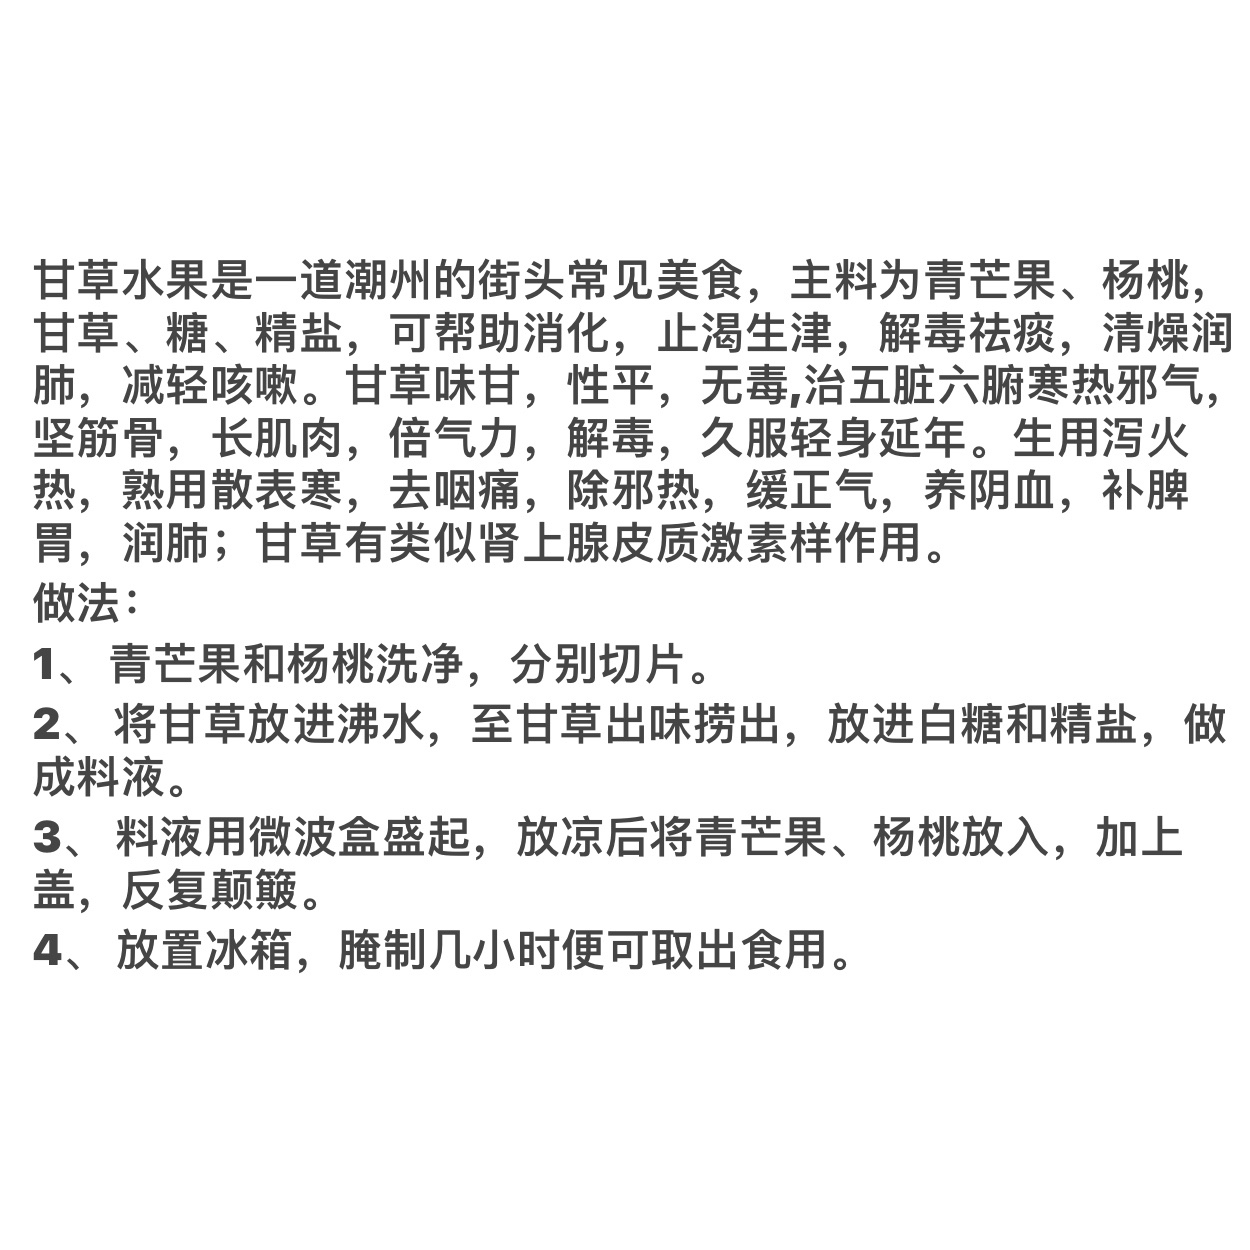 甘草水果是一道潮州的街头常见美食，主料为青芒果、杨桃，
甘草、糖、精盐，可帮助消化，止渴生津，解毒祛痰，清燥润
肺，减轻咳嗽。甘草味甘，性平，无毒,治五脏六腑寒热邪气，
坚筋骨，长肌肉，倍气力，解毒，久服轻身延年。生用泻火
热，熟用散表寒，去咽痛，除邪热，缓正气，养阴血，补脾
胃，润肺；甘草有类似肾上腺皮质激素样作用。
做法：
1、 青芒果和杨桃洗净，分别切片。
2、 将甘草放进沸水，至甘草出味捞出，放进白糖和精盐，做
成料液。
3、 料液用微波盒盛起，放凉后将青芒果、杨桃放入，加上
盖，反复颠簸。
4、 放置冰箱，腌制几小时便可取出食用。